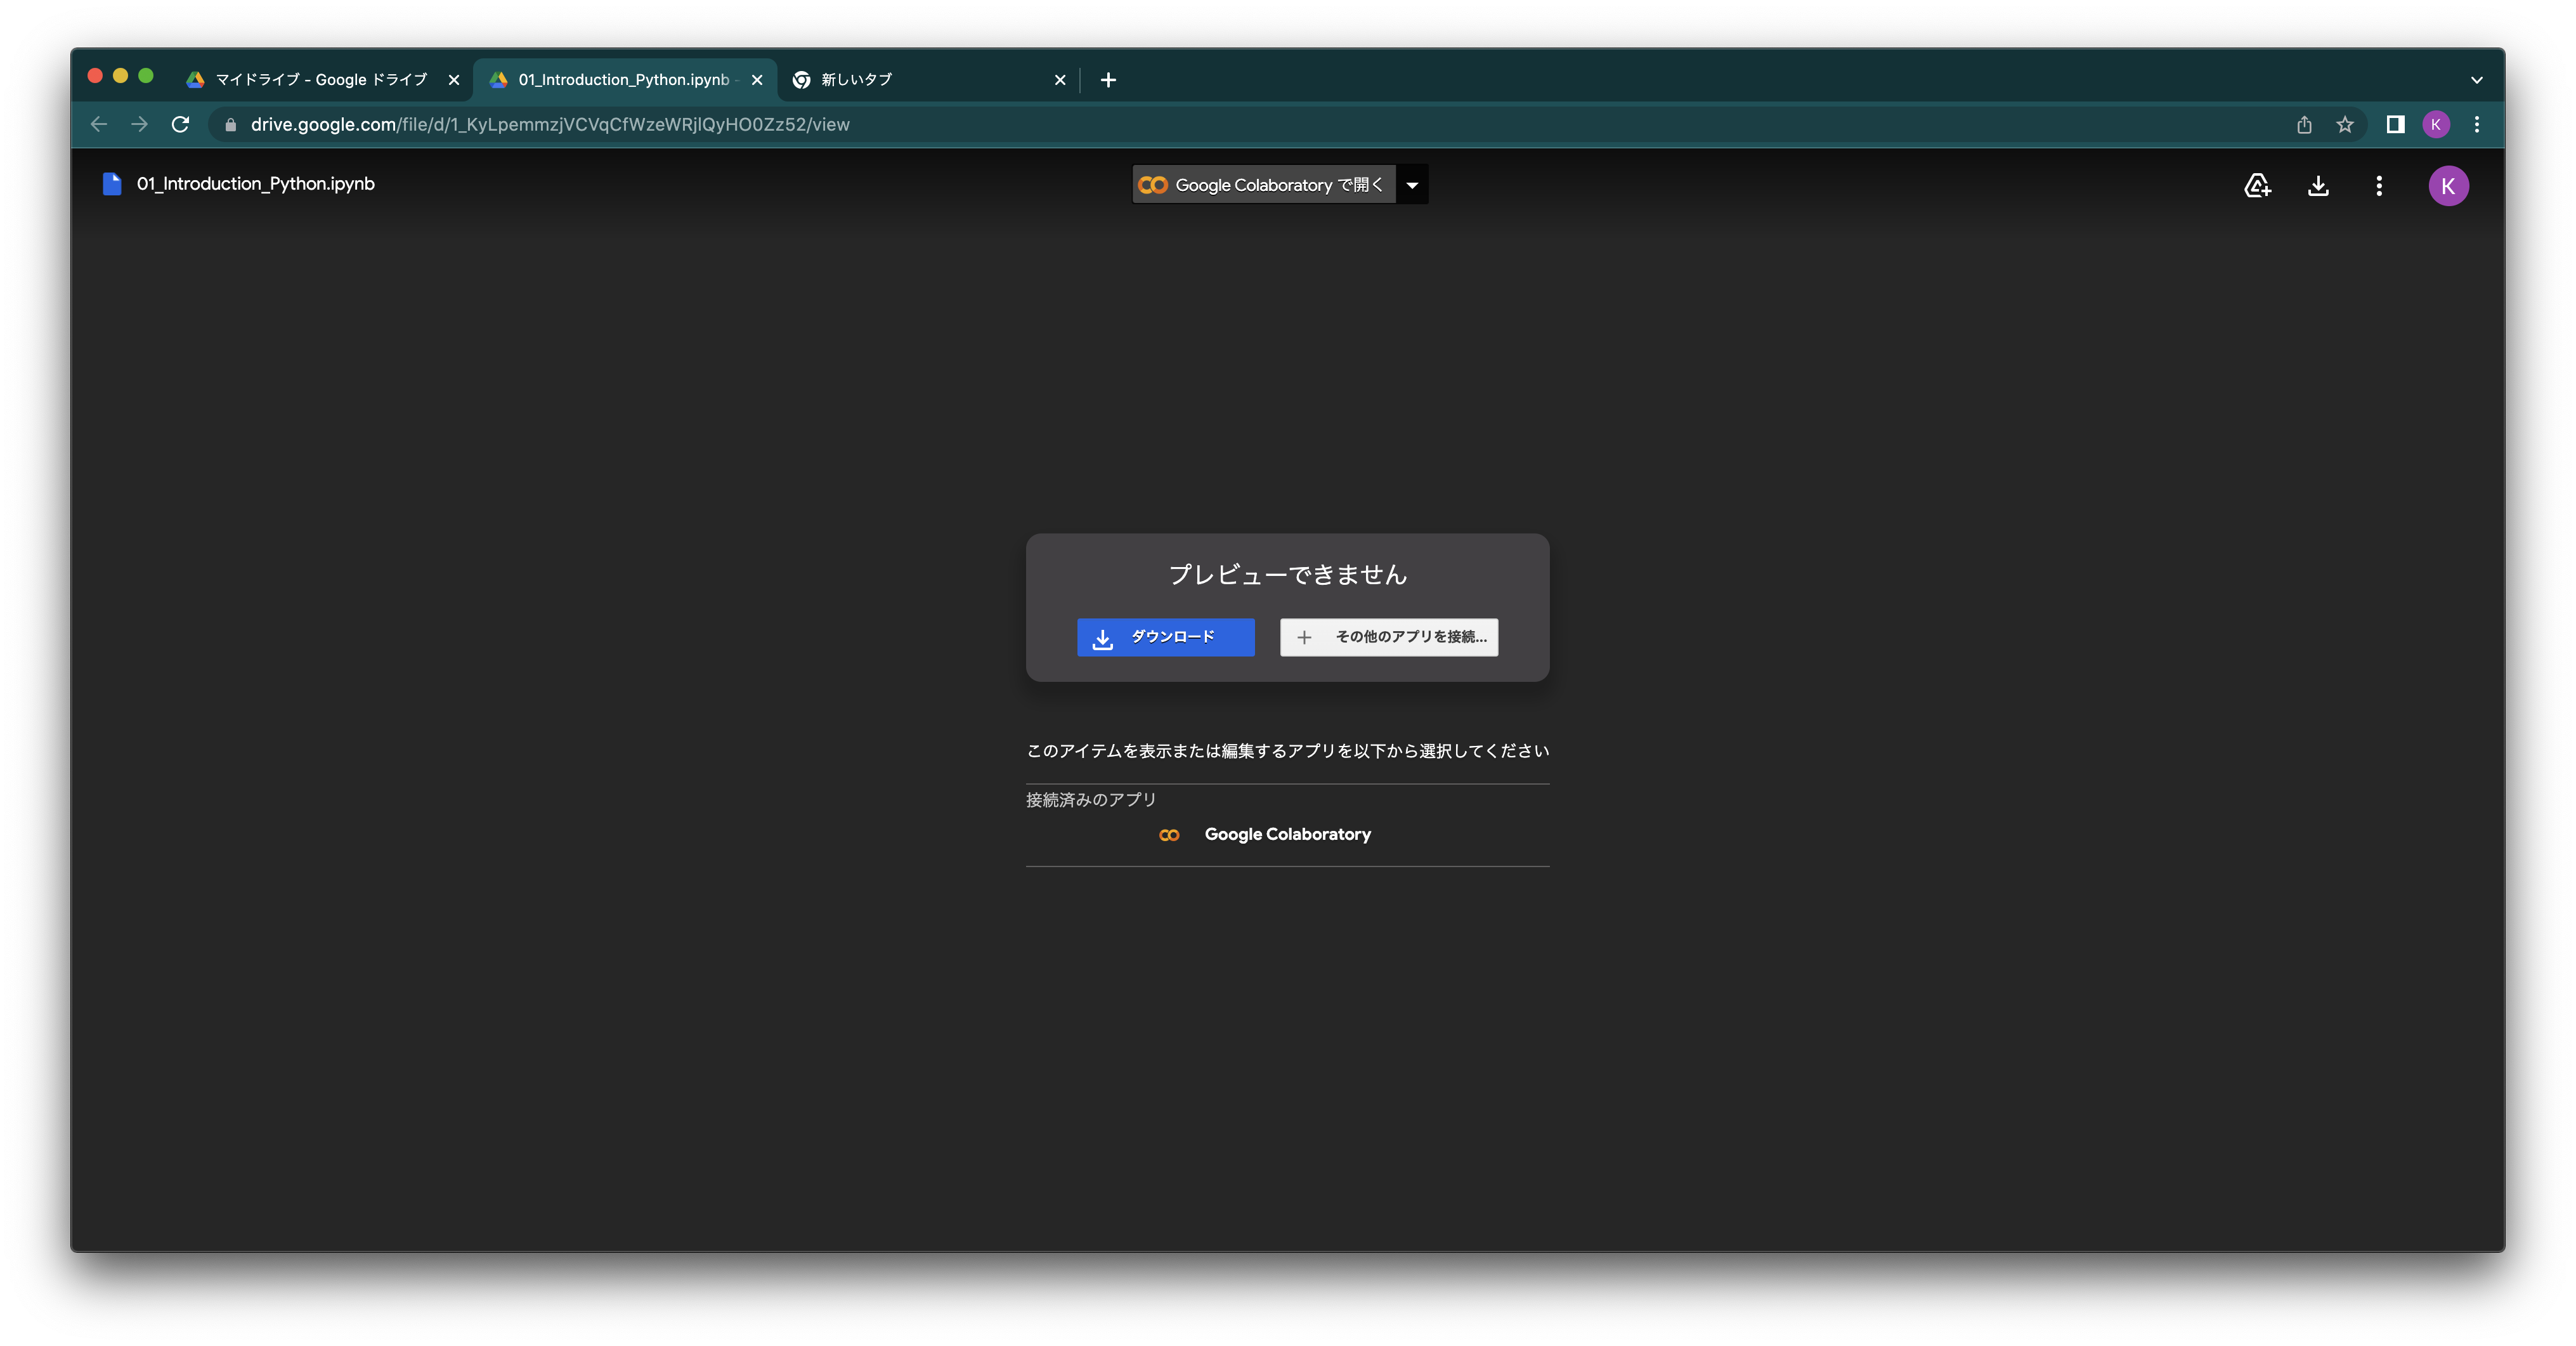 マイドライブ - Google ドライブ
01_Introduction_Python.ipynb -
新しいタブ
drive.google.com/file/d/1_KyLpemmzjVCVqCfWzeWRjlQyHO0Zz52/view
K
01_Introduction_Python.ipynb
Google Colaboratory で開く
K
プレビューできません
ダウンロード
その他のアプリを接続...
このアイテムを表示または編集するアプリを以下から選択してください
接続済みのアプリ
Google Colaboratory